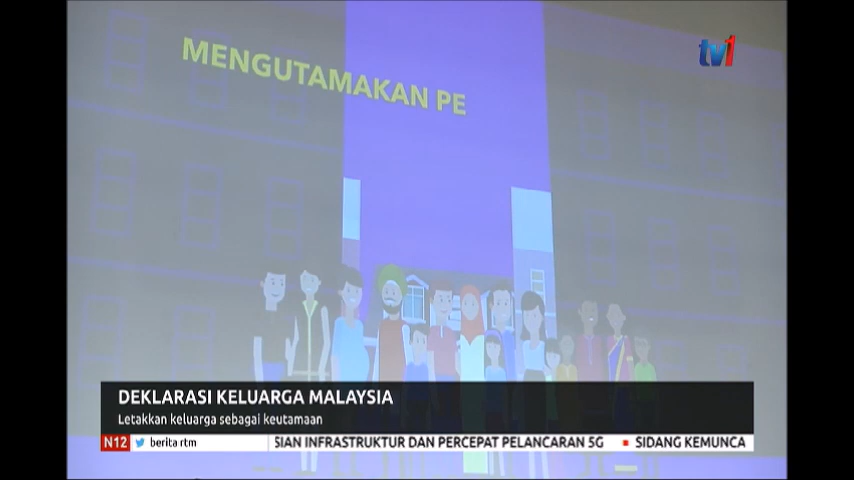 tv1
MENGUTAMAKAN PE
DEKLARASI KELUARGA MALAYSIA
Letakkan keluarga sebagai keutamaan
N12 berita rtm SIAN INFRASTRUKTUR DAN PERCEPAT PELANCARAN 5G ▪ SIDANG KEMUNCA